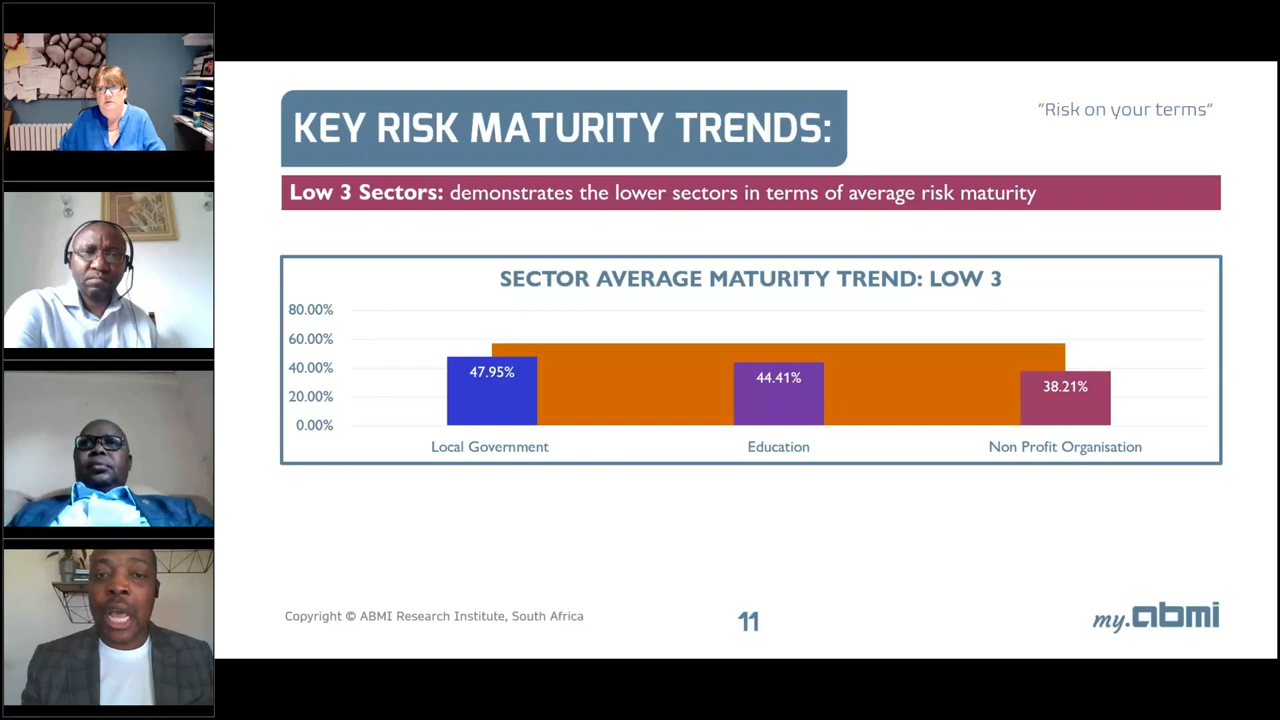 KEY RISK MATURITY TRENDS:
“Risk on your terms“
Low 3 Sectors: demonstrates the lower sectors in terms of average risk maturity
SECTOR AVERAGE MATURITY TREND: LOW 3
80.00%
60.00%
40.00%
20.00%
0.00%
47.95%
44.41%
38.21%
Local Government
Education
Non Profit Organisation
Copyright © ABMI Research Institute, South Africa
11
my.abmi